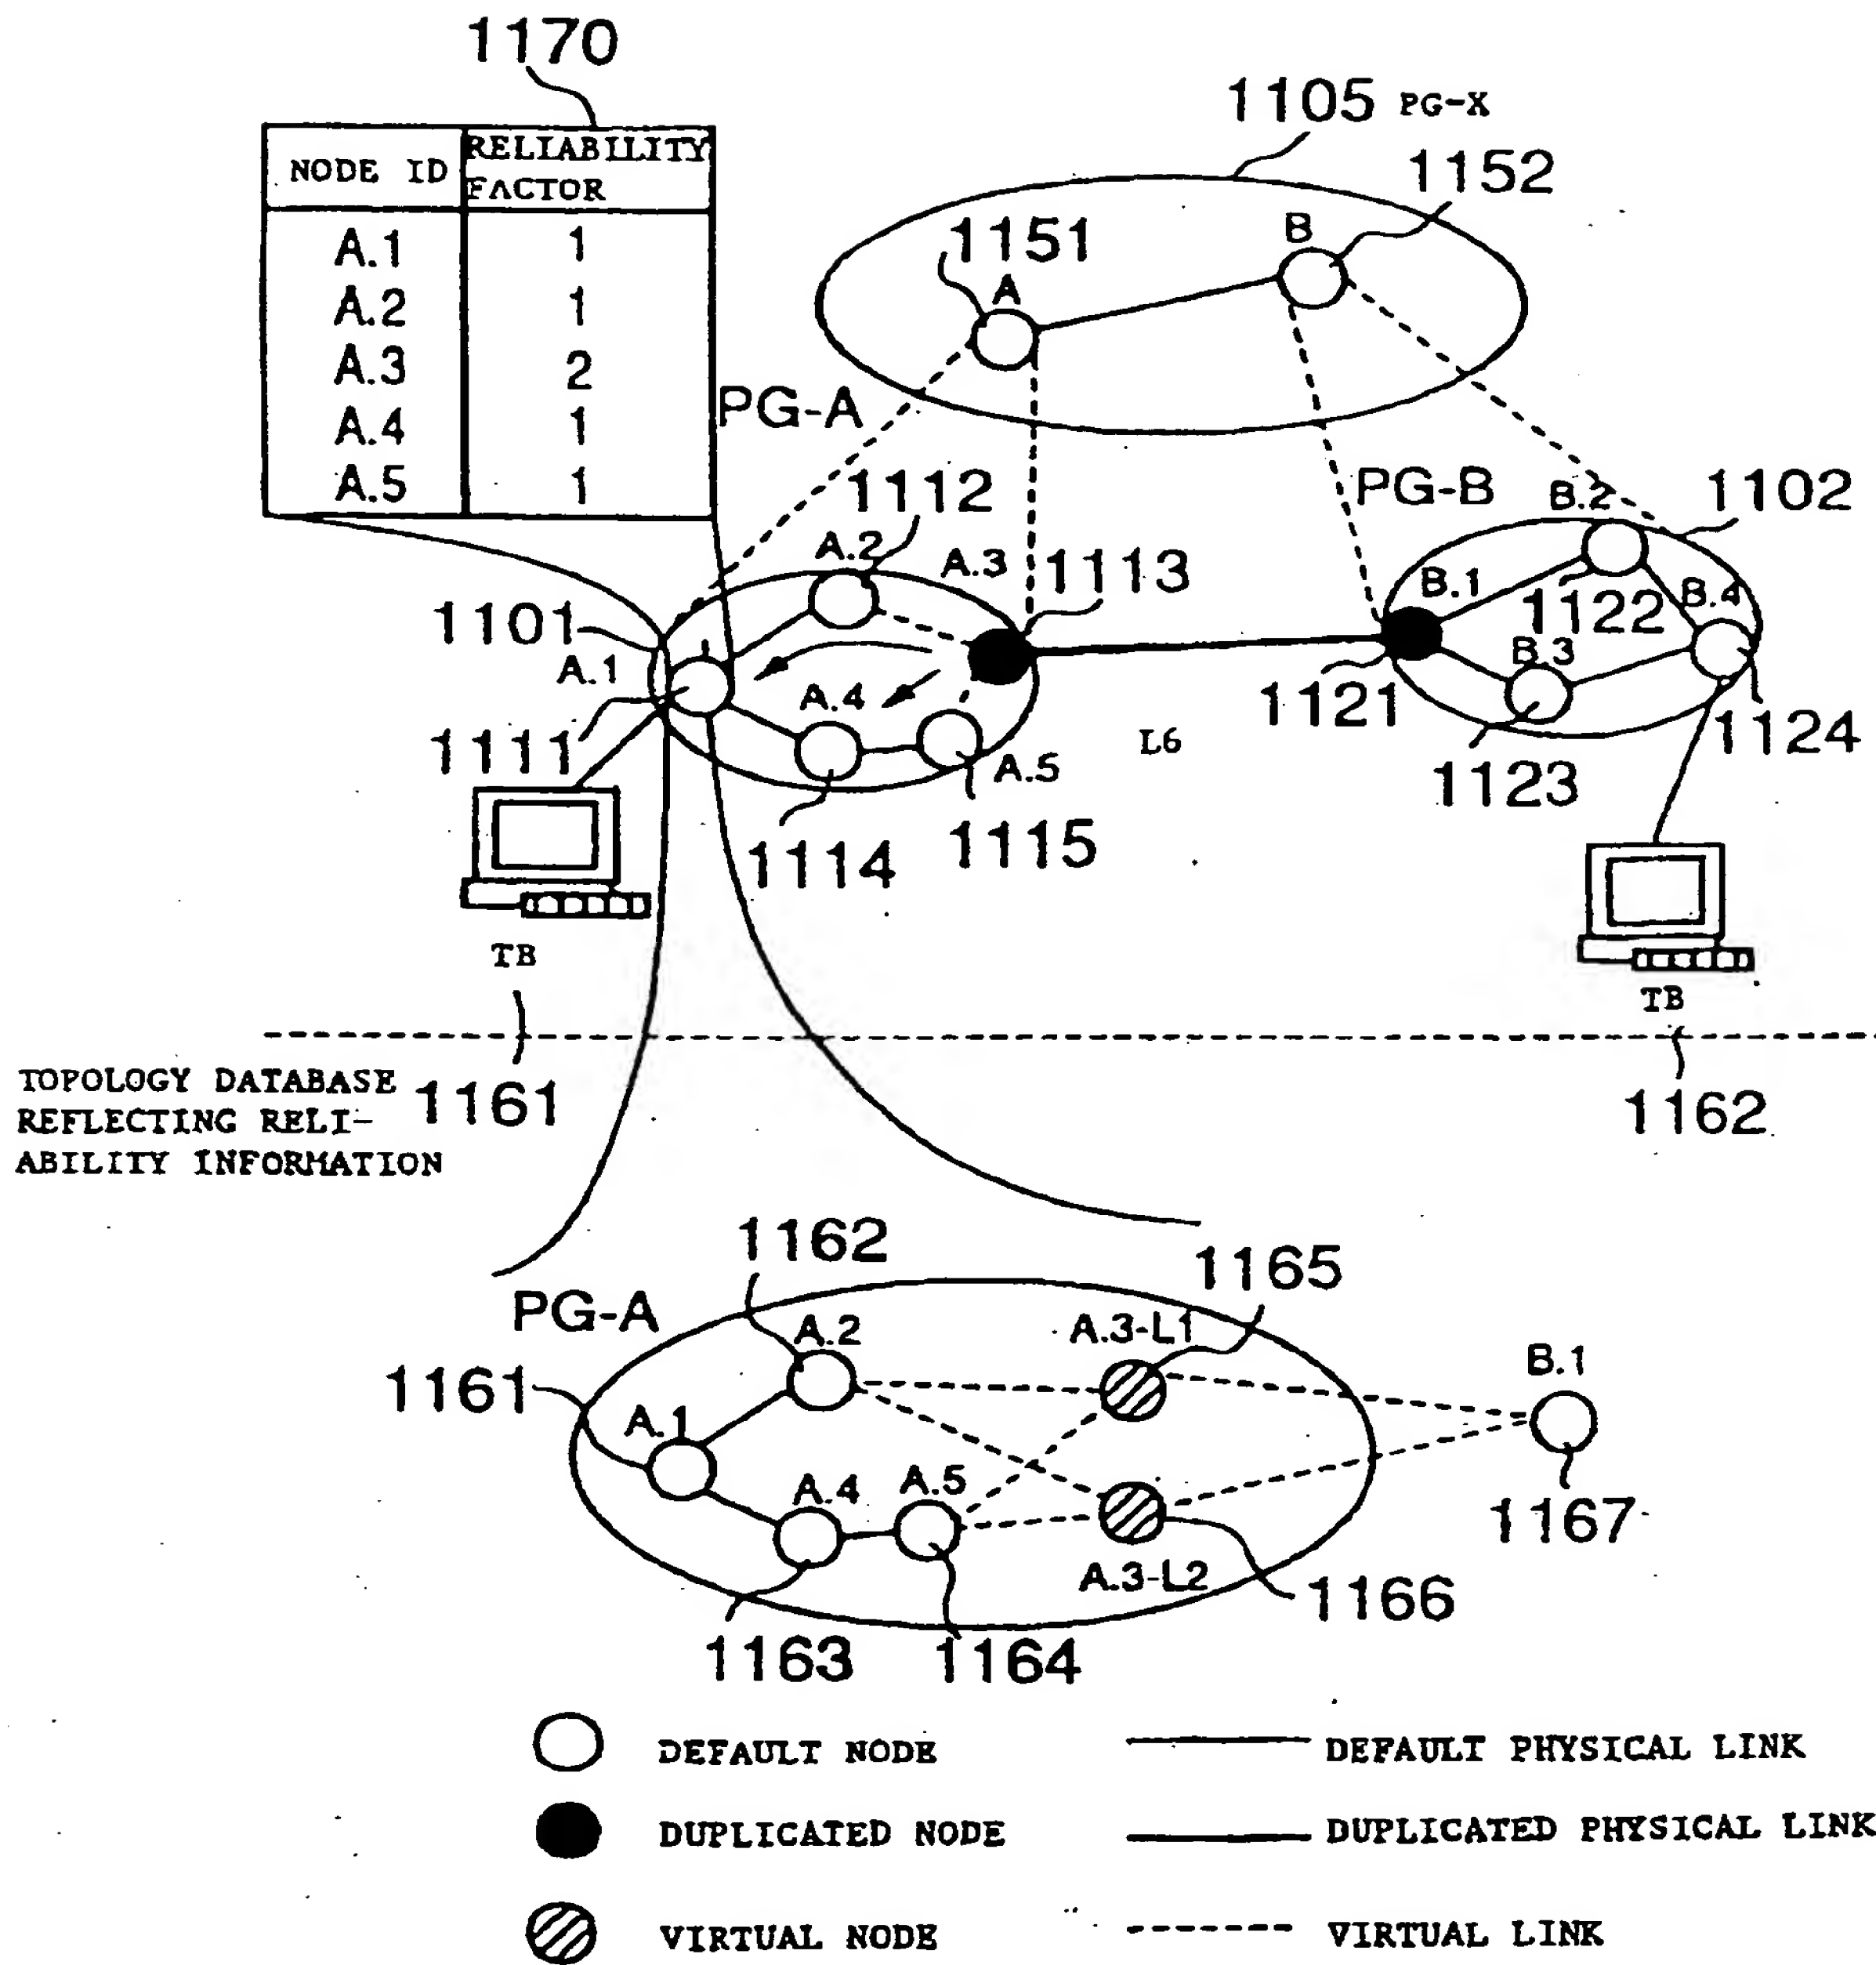 1170
1105 PG-X
NODE ID
RELIABILITY
FACTOR
1152
B
1151
A
A.1 1
A.2 1
A.3 2
A.4 1
A.5 1
PG-A
PG-B
B.2
1102
1112
A.2
A.3
1113
B.1
1122
B.4
1101
A.1
B.3
A.4
1121
1111
L6
1124
A.5
1123
1114
1115
TB
TB
TOPOLOGY DATABASE
REFLECTING RELI-
ABILITY INFORMATION
1161
1162
1162
1165
PG-A
A.2
A.3-L1
B.1
1161
A.1
A.4
A.5
1167
A.3-L2
1166
1163
1164
DEFAULT NODE
DEFAULT PHYSICAL LINK
DUPLICATED NODE
DUPLICATED PHYSICAL LINK
VIRTUAL NODE
VIRTUAL LINK